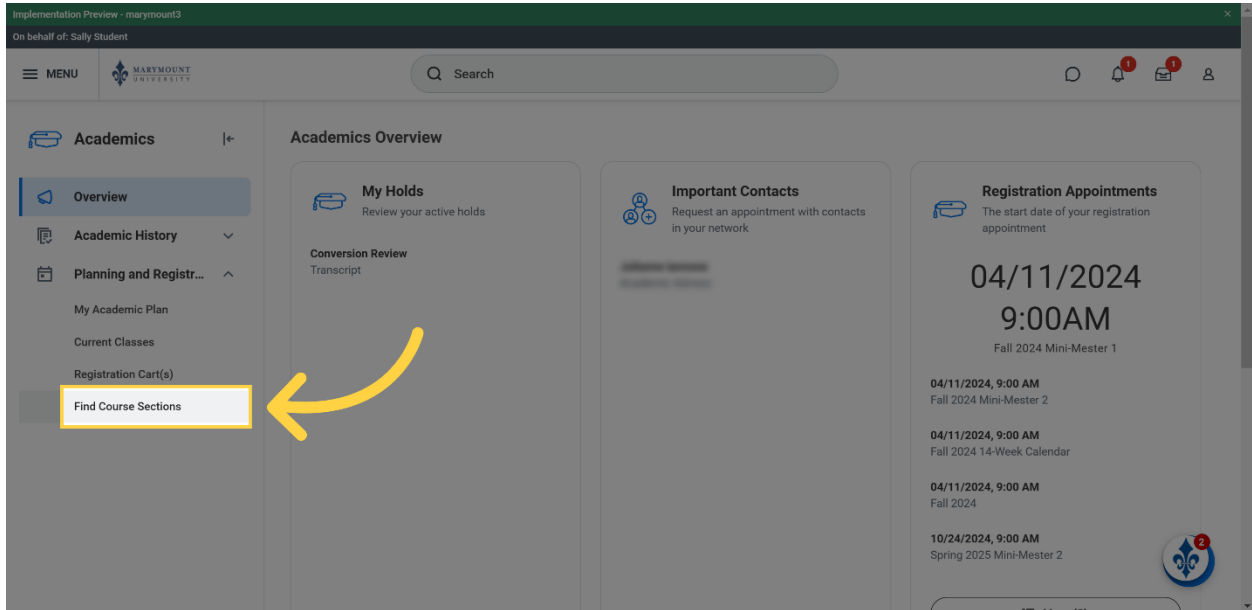 Implementation Preview - marymount3
On behalf of: Sally Student
MENU
MARYMOUNT
UNIVERSITY
Search
1
1
Academics
Overview
Academic History
Planning and Registr...
My Academic Plan
Current Classes
Registration Cart(s)
Find Course Sections
Academics Overview
My Holds
Review your active holds
Conversion Review
Transcript
Important Contacts
Request an appointment with contacts
in your network
Registration Appointments
The start date of your registration
appointment
04/11/2024
9:00AM
Fall 2024 Mini-Mester 1
04/11/2024, 9:00 AM
Fall 2024 Mini-Mester 2
04/11/2024, 9:00 AM
Fall 2024 14-Week Calendar
04/11/2024, 9:00 AM
Fall 2024
10/24/2024, 9:00 AM
Spring 2025 Mini-Mester 2
2